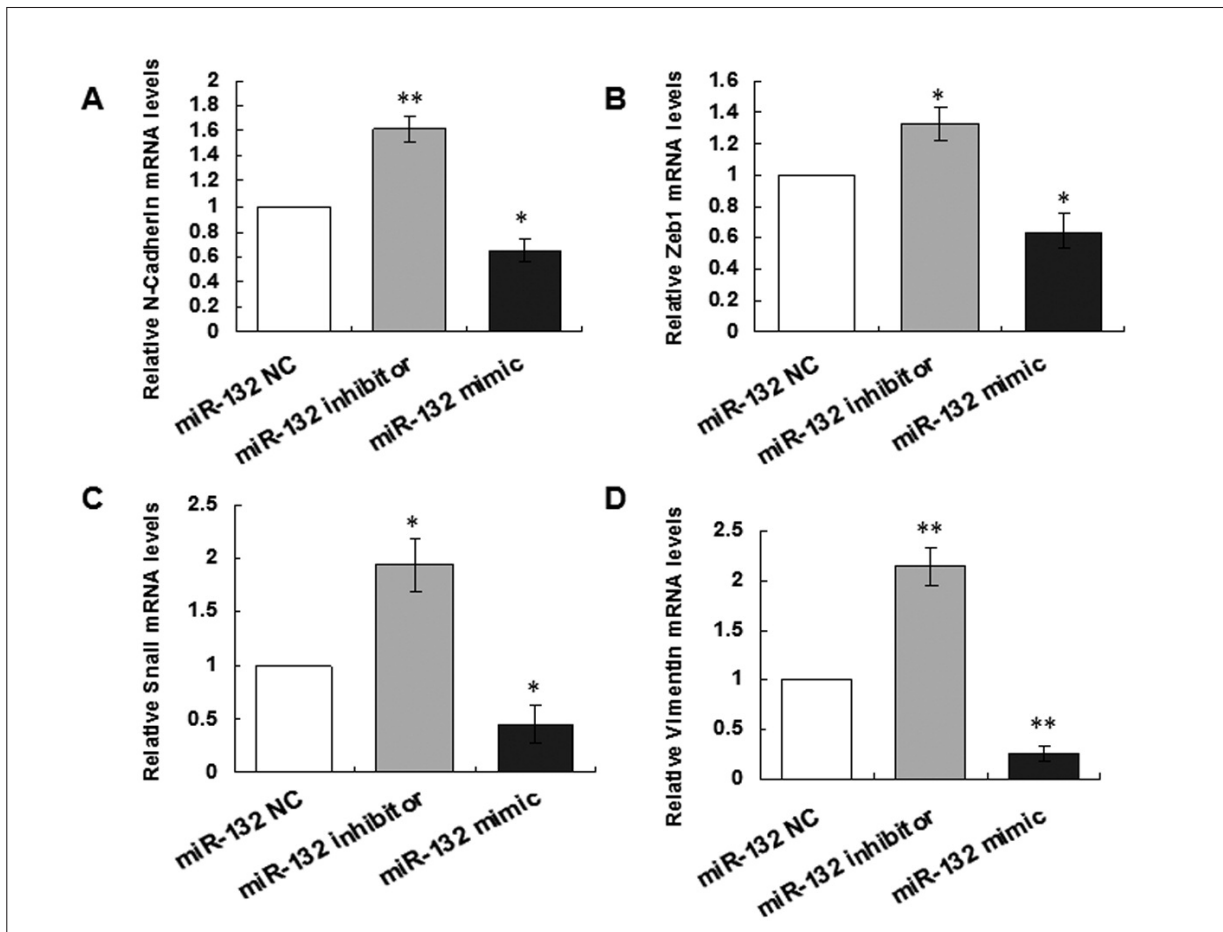 A
Relative N-Cadherin mRNA levels
2
1.8
1.6
1.4
1.2
1
0.8
0.6
0.4
0.2
0
**
*
miR-132 NC
miR-132 inhibitor
miR-132 mimic
B
Relative Zeb1 mRNA levels
1.6
1.4
1.2
1
0.8
0.6
0.4
0.2
0
*
*
miR-132 NC
miR-132 inhibitor
miR-132 mimic
C
Relative Snail mRNA levels
2.5
2
1.5
1
0.5
0
*
*
miR-132 NC
miR-132 inhibitor
miR-132 mimic
D
Relative Vimentin mRNA levels
2.5
2
1.5
1
0.5
0
**
**
miR-132 NC
miR-132 inhibitor
miR-132 mimic